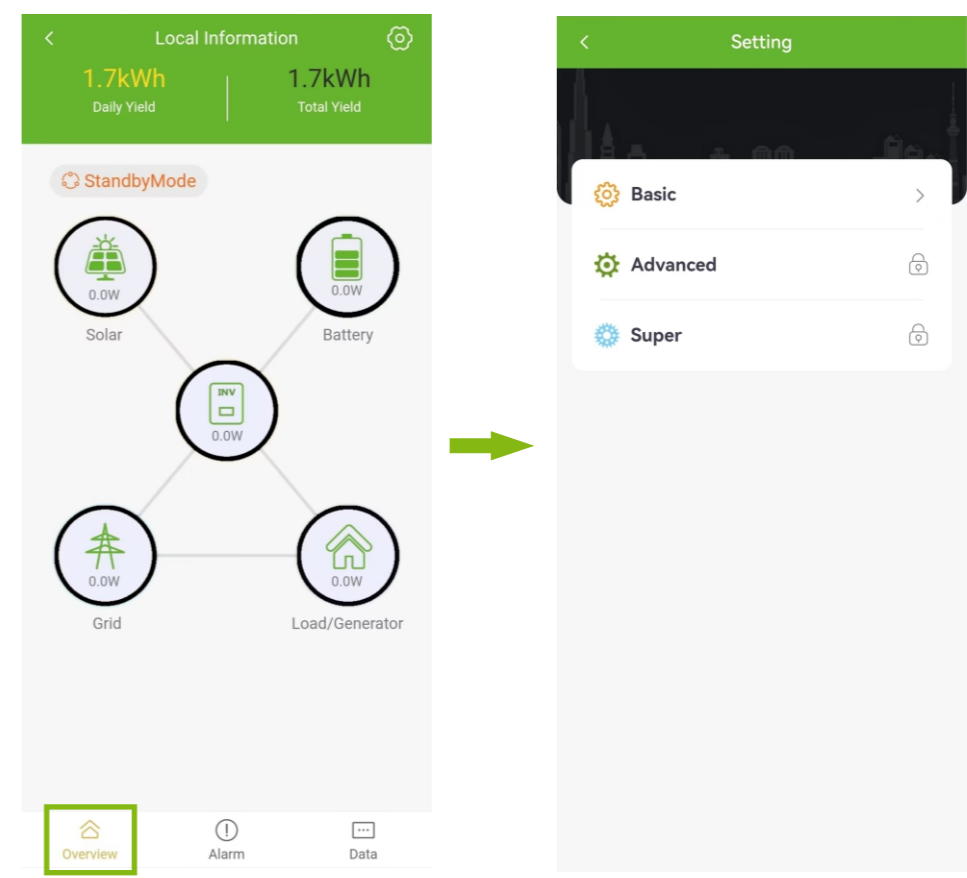 Local Information
1.7kWh
Daily Yield
1.7kWh
Total Yield
StandbyMode
0.0W
Solar
0.0W
Battery
INV
0.0W
0.0W
Grid
0.0W
Load/Generator
Overview
Alarm
Data
Setting
Basic
Advanced
Super